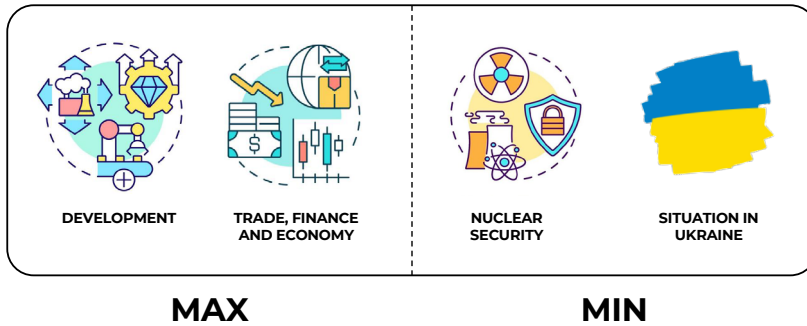 $
DEVELOPMENT
TRADE, FINANCE
AND ECONOMY
NUCLEAR
SECURITY
SITUATION IN
UKRAINE
MAX
MIN